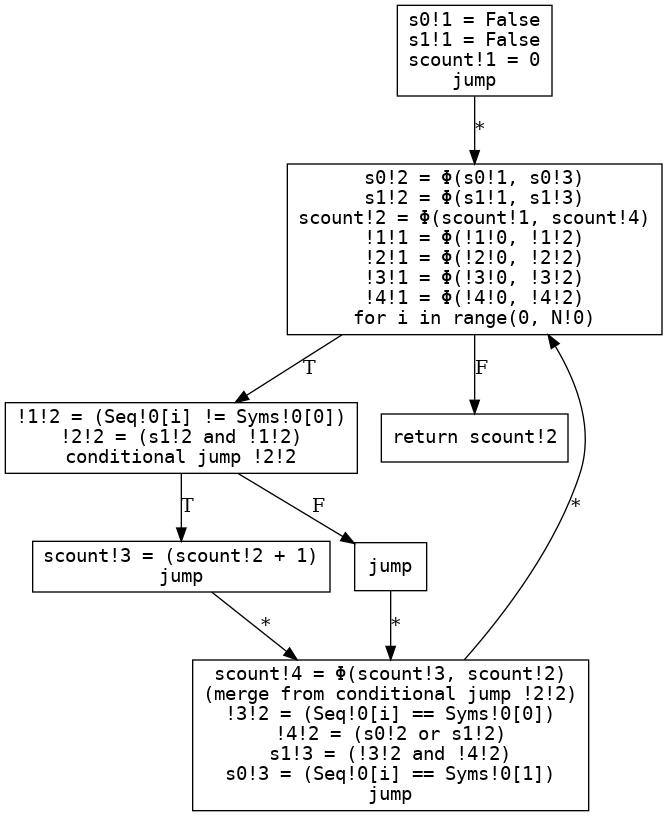 s0!1 = False
s1!1 = False
scount!1 = 0
jump
*
s0!2 = Φ(s0!1, s0!3)
s1!2 = Φ(s1!1, s1!3)
scount!2 = Φ(scount!1, scount!4)
!1!1 = Φ(!1!0, !1!2)
!2!1 = Φ(!2!0, !2!2)
!3!1 = Φ(!3!0, !3!2)
!4!1 = Φ(!4!0, !4!2)
for i in range(0, N!0)
T
F
!1!2 = (Seq!0[i] != Syms!0[0])
!2!2 = (s1!2 and !1!2)
conditional jump !2!2
return scount!2
T
F
*
scount!3 = (scount!2 + 1)
jump
jump
*
*
scount!4 = Φ(scount!3, scount!2)
(merge from conditional jump !2!2)
!3!2 = (Seq!0[i] == Syms!0[0])
!4!2 = (s0!2 or s1!2)
s1!3 = (!3!2 and !4!2)
s0!3 = (Seq!0[i] == Syms!0[1])
jump